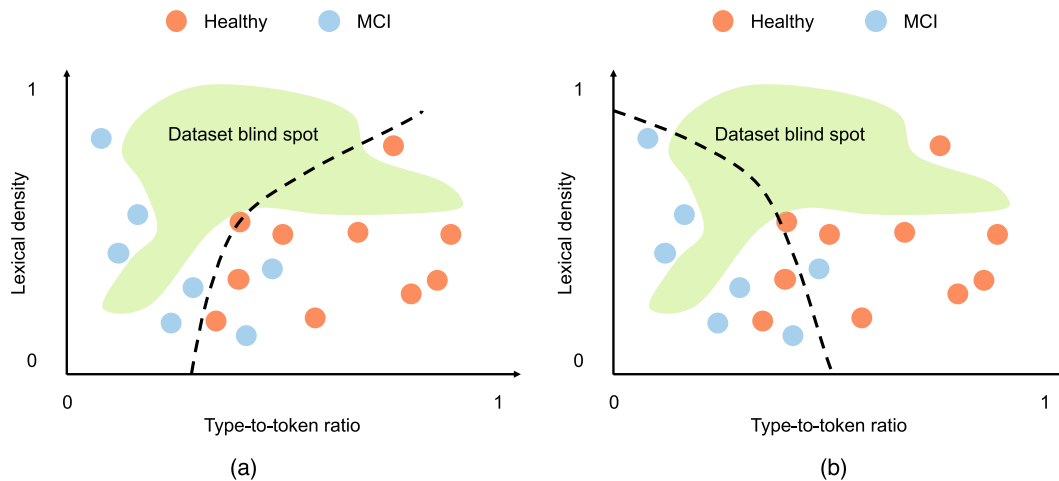 Healthy MCI
1
Dataset blind spot
Lexical density
0
0 1
Type-to-token ratio
(a)
Healthy MCI
1
Dataset blind spot
Lexical density
0
0 1
Type-to-token ratio
(b)